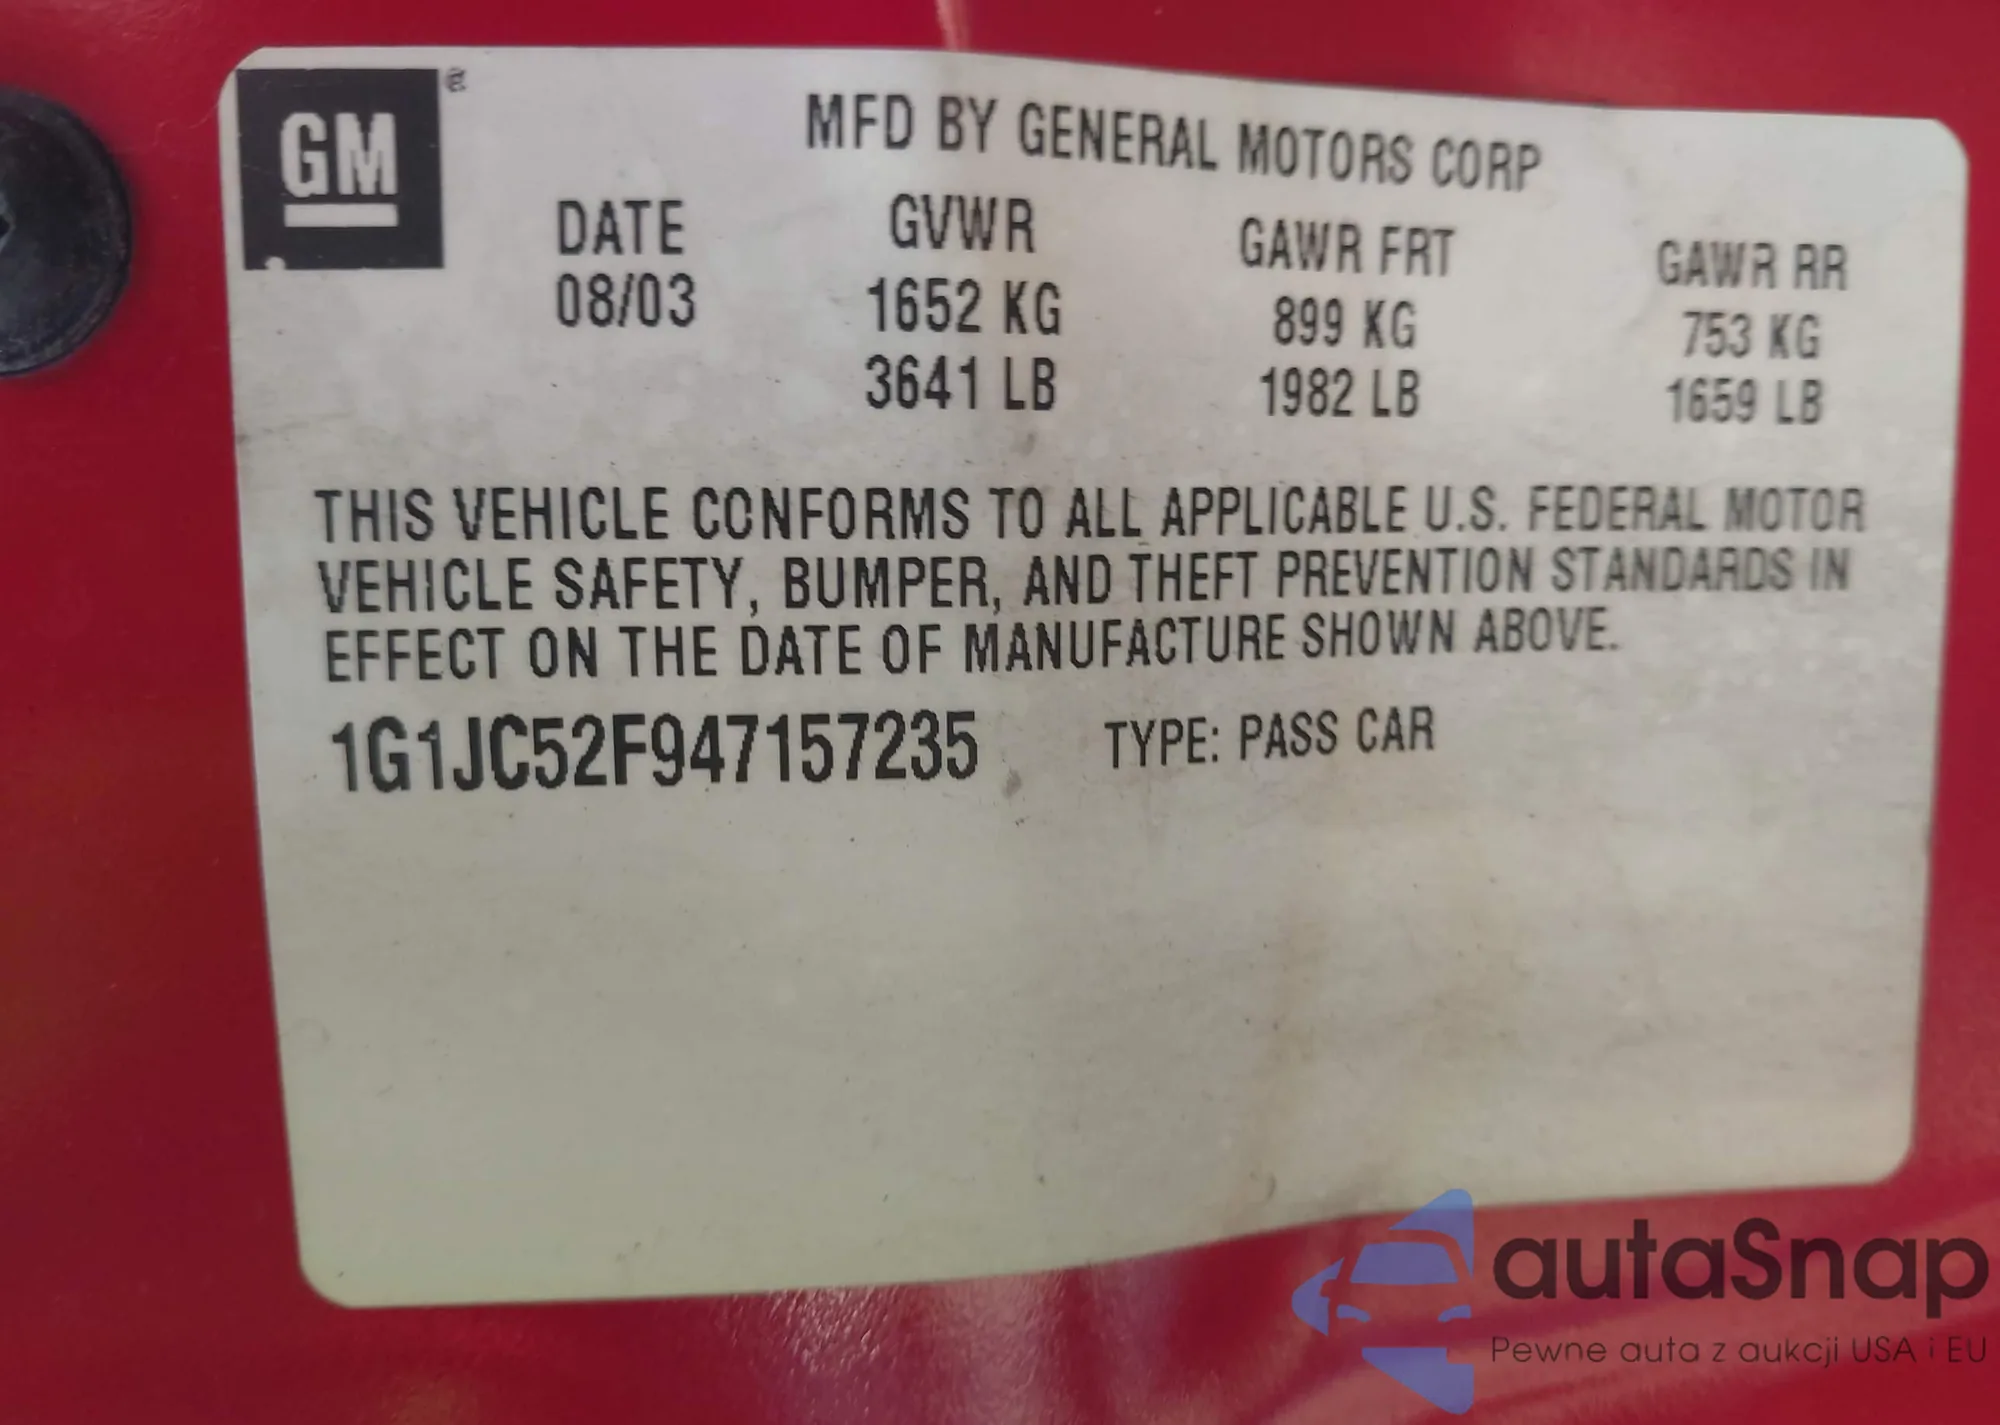 GM
®
MFD BY GENERAL MOTORS CORP
DATE GVWR GAWR FRT GAWR RR
08/03 1652 KG 899 KG 753 KG
3641 LB 1982 LB 1659 LB
THIS VEHICLE CONFORMS TO ALL APPLICABLE U.S. FEDERAL MOTOR
VEHICLE SAFETY, BUMPER, AND THEFT PREVENTION STANDARDS IN
EFFECT ON THE DATE OF MANUFACTURE SHOWN ABOVE.
1G1JC52F947157235 TYPE: PASS CAR
autaSnap
Pewne auta z aukcji USA i EU